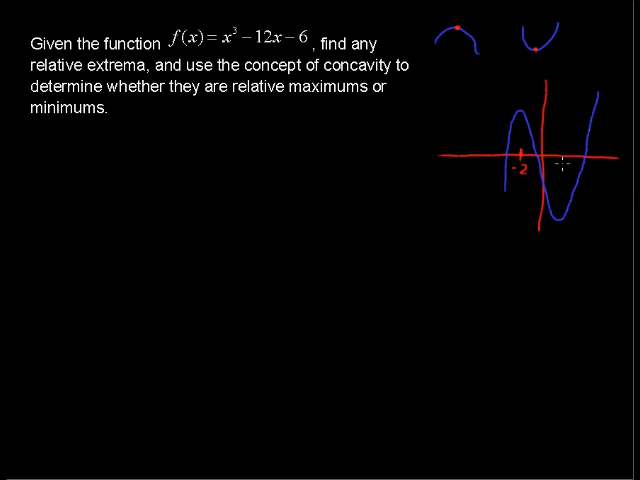 Given the function f(x) = x³ − 12x − 6 , find any
relative extrema, and use the concept of concavity to
determine whether they are relative maximums or
minimums.
-2